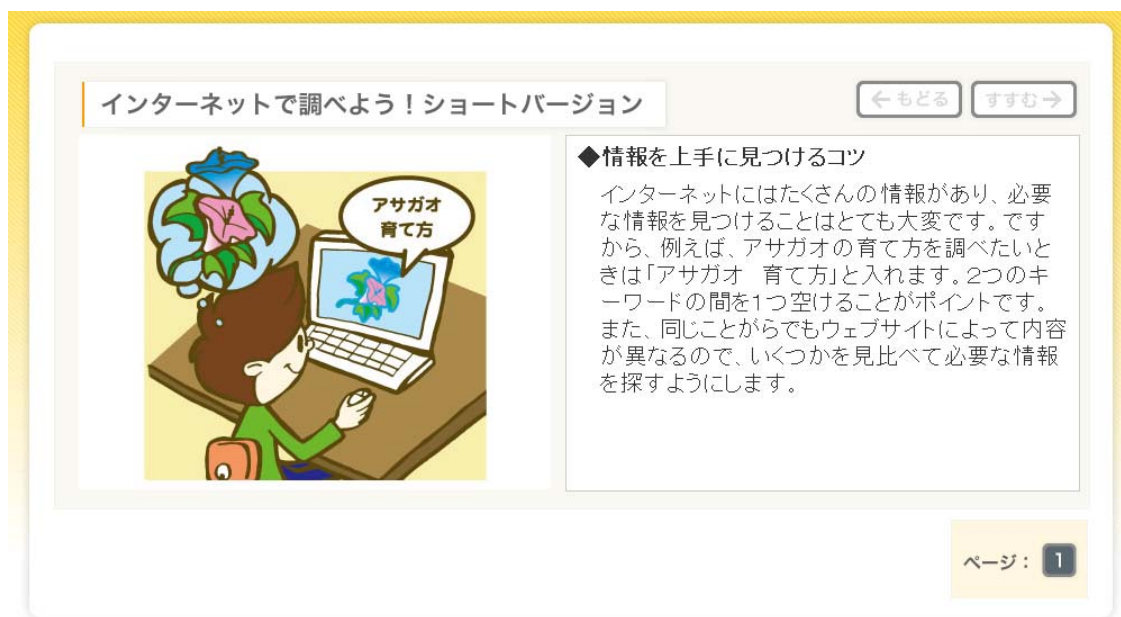 インターネットで調べよう！ショートバージョン
←もどる
すすむ→
アサガオ
育て方
◆情報を上手に見つけるコツ
インターネットにはたくさんの情報があり、必要
な情報を見つけることはとても大変です。です
から、例えば、アサガオの育て方を調べたいと
きは「アサガオ　育て方」と入れます。2つのキ
ーワードの間を1つ空けることがポイントです。
また、同じことがらでもウェブサイトによって内容
が異なるので、いくつかを見比べて必要な情報
を探すようにします。
ページ： 1